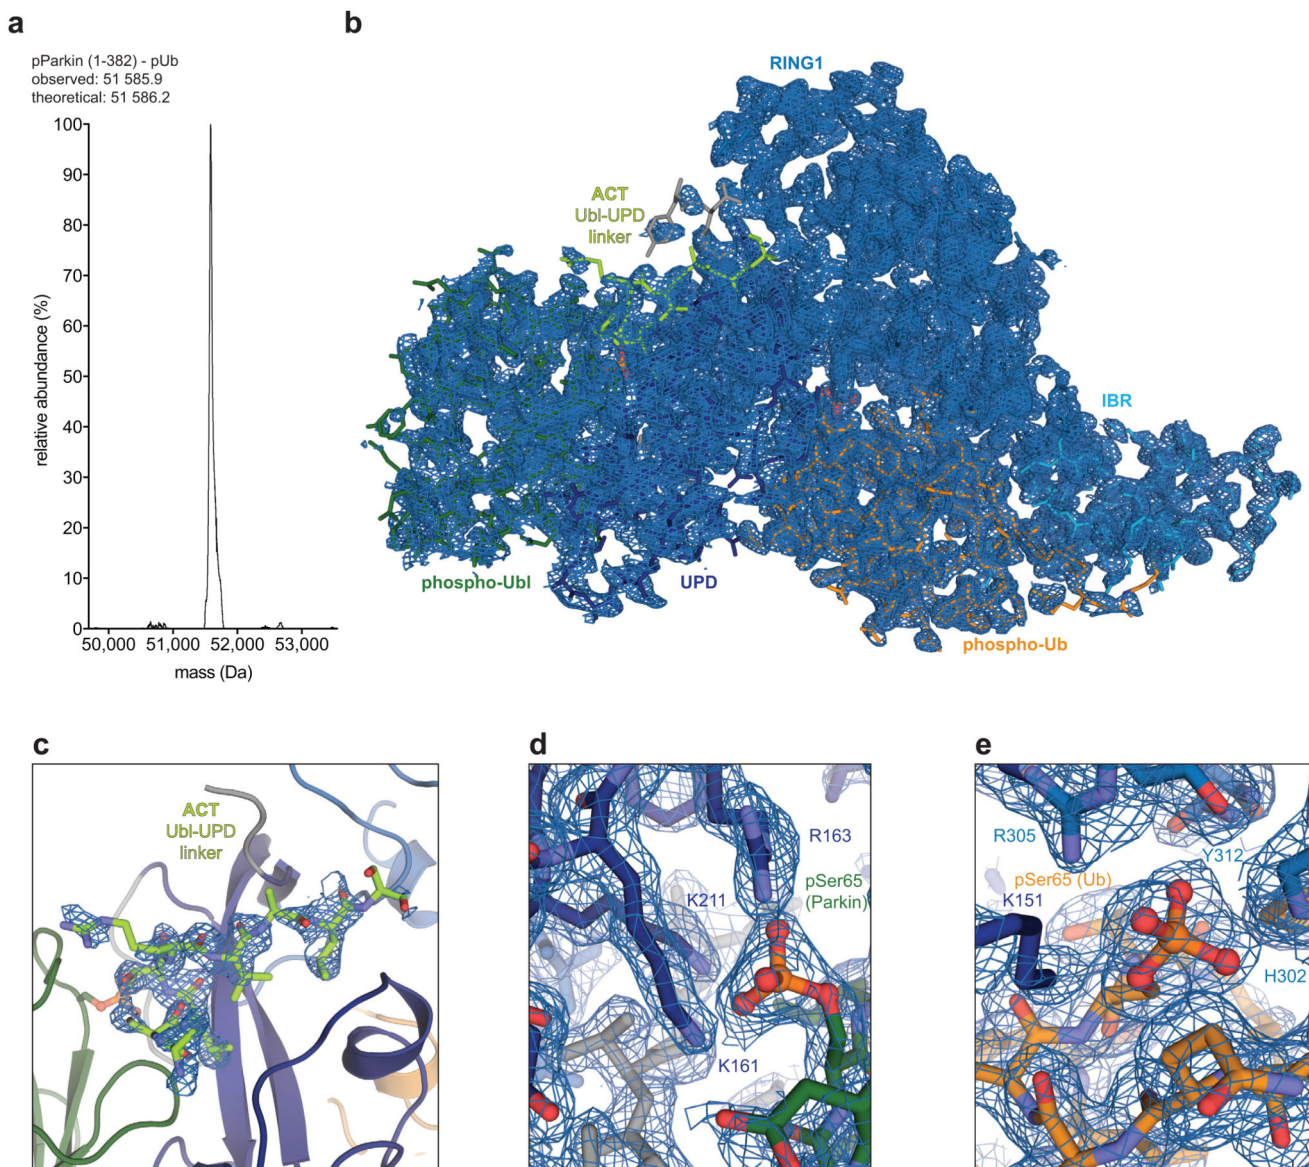 a
pParkin (1-382) - pUb
observed: 51 585.9
theoretical: 51 586.2
100
90
80
70
60
50
40
30
20
10
0
relative abundance (%)
50,000 51,000 52,000 53,000
mass (Da)
b
RING1
ACT
Ubl-UPD
linker
IBR
phospho-Ubl
UPD
phospho-Ub
c
ACT
Ubl-UPD
linker
d
R163
K211
pSer65
(Parkin)
K161
e
R305
Y312
pSer65 (Ub)
K151
H302